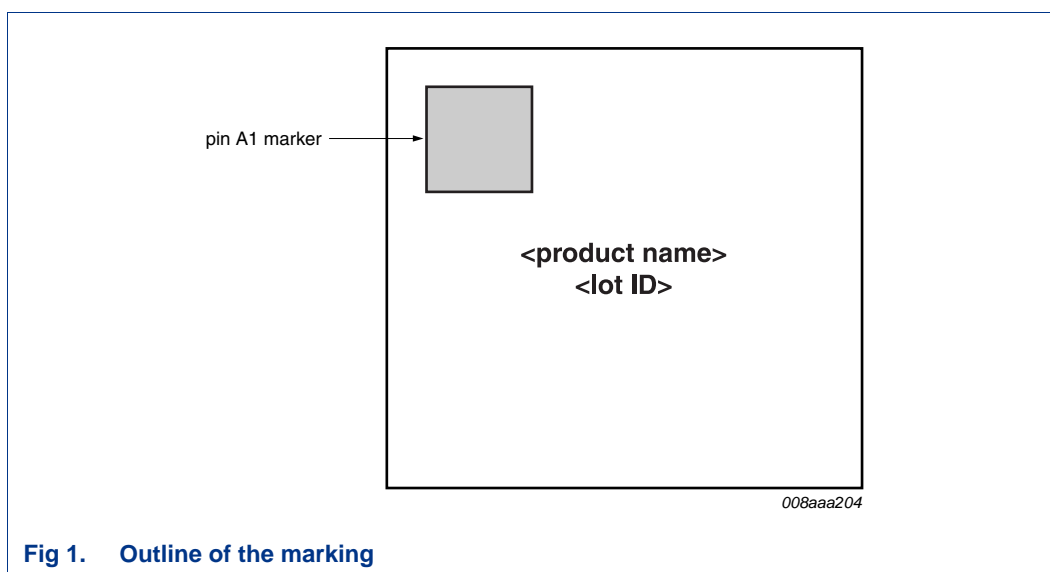 pin A1 marker
<product name>
<lot ID>
008aaa204
Fig 1. Outline of the marking